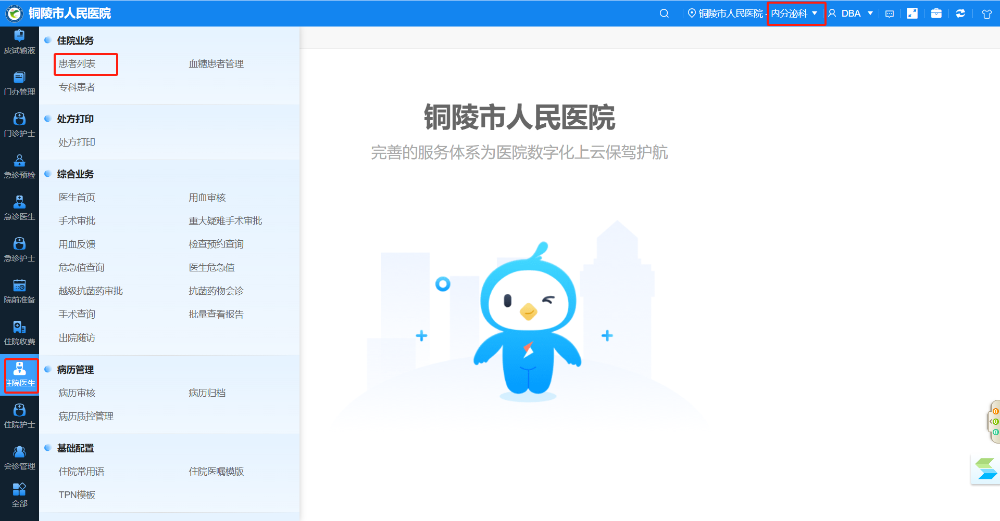 铜陵市人民医院
铜陵市人民医院 - 内分泌科 DBA
皮试输液
门办管理
门诊护士
急诊预检
急诊医生
急诊护士
院前准备
住院收费
住院医生
住院护士
会诊管理
全部
住院业务
患者列表 血糖患者管理
专科患者
处方打印
处方打印
综合业务
医生首页 用血审核
手术审批 重大疑难手术审批
用血反馈 检查预约查询
危急值查询 医生危急值
越级抗菌药审批 抗菌药物会诊
手术查询 批量查看报告
出院随访
病历管理
病历审核 病历归档
病历质控管理
基础配置
住院常用语 住院医嘱模版
TPN模板
铜陵市人民医院
完善的服务体系为医院数字化上云保驾护航
0
0
0